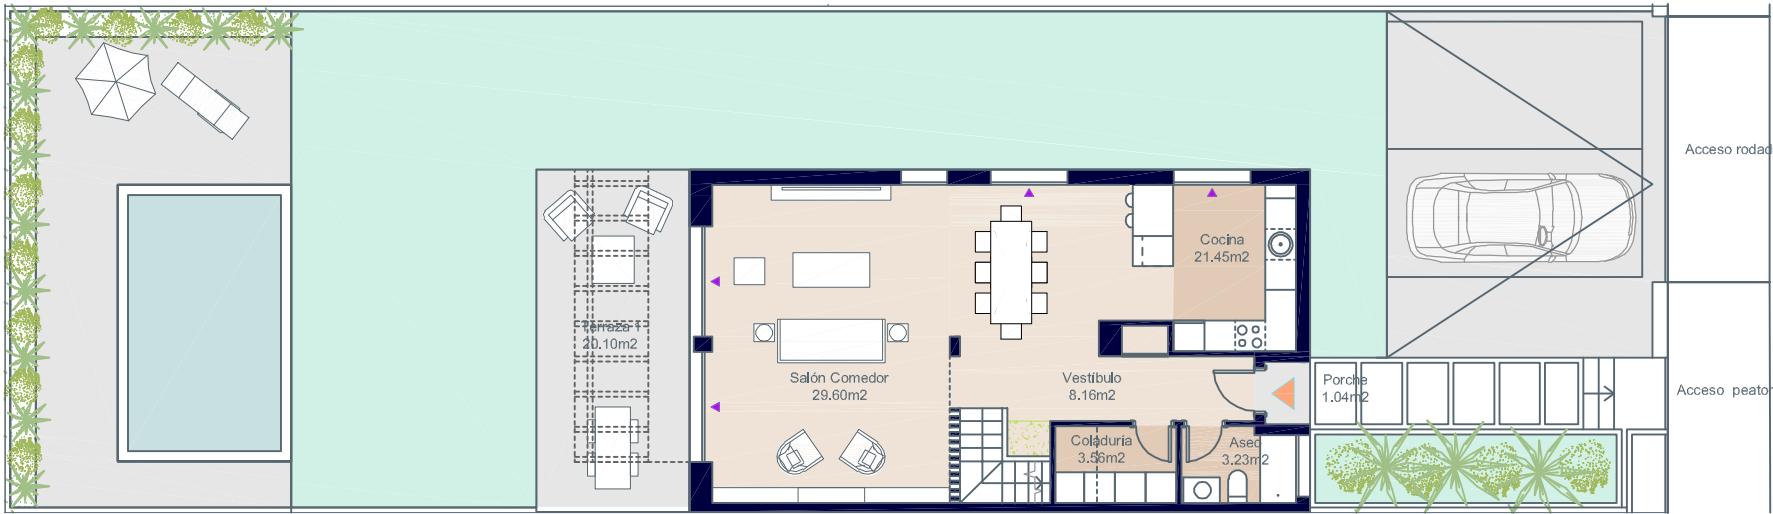 Acceso rodad
Cocina
21.45m2
Terraza 1
20.10m2
Salón Comedor
29.60m2
Vestíbulo
8.16m2
Porche
1.04m2
Acceso peator
Coladuría
3.56m2
Aseo
3.23m2